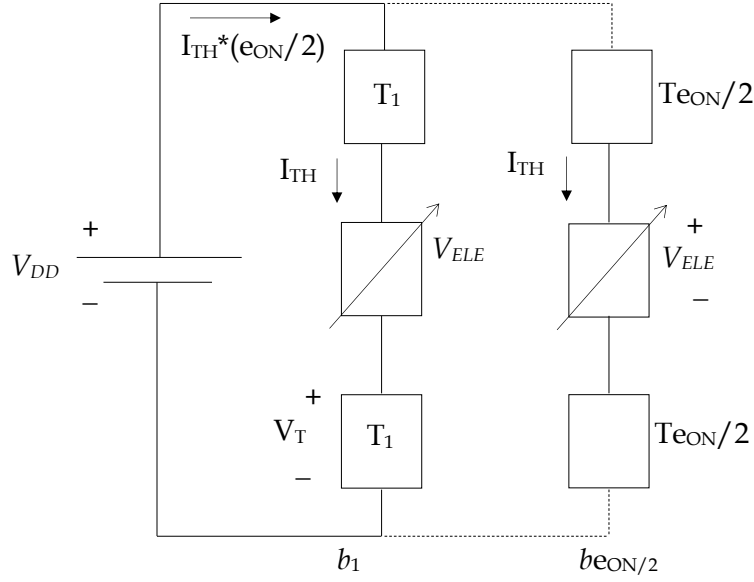 I_TH*(e_ON/2)
T_1
Te_ON/2
I_TH
I_TH
+
V_DD
−
V_ELE
+
V_ELE
−
+
V_T
−
T_1
Te_ON/2
b_1
be_ON/2